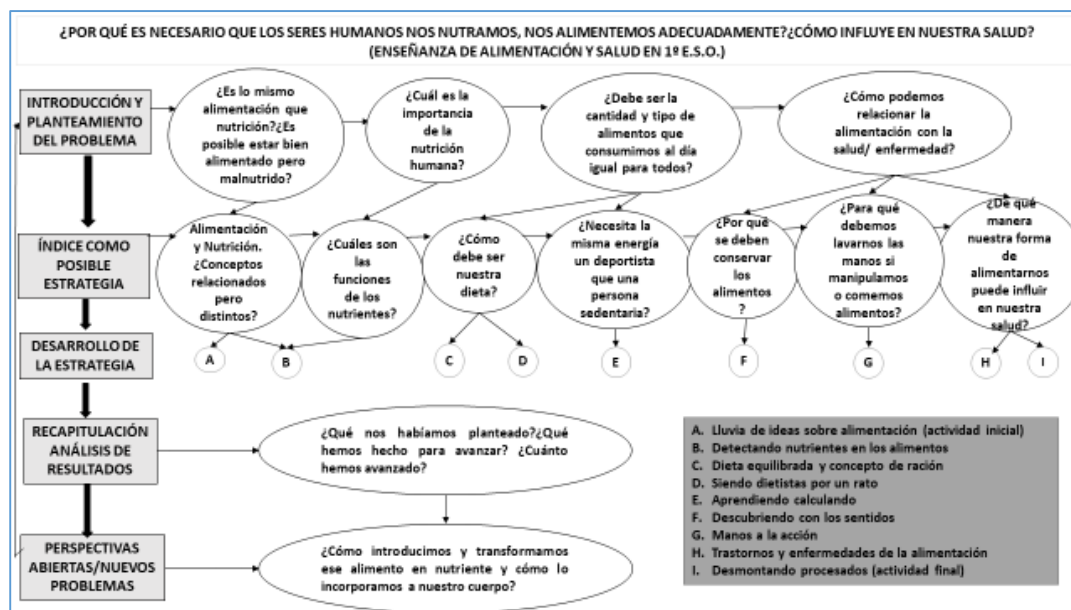 ¿POR QUÉ ES NECESARIO QUE LOS SERES HUMANOS NOS NUTRAMOS, NOS ALIMENTEMOS ADECUADAMENTE?¿CÓMO INFLUYE EN NUESTRA SALUD?
(ENSEÑANZA DE ALIMENTACIÓN Y SALUD EN 1º E.S.O.)
INTRODUCCIÓN Y
PLANTEAMIENTO
DEL PROBLEMA
¿Es lo mismo
alimentación que
nutrición?¿Es
posible estar bien
alimentado pero
malnutrido?
¿Cuál es la
importancia
de la
nutrición
humana?
¿Debe ser la
cantidad y tipo de
alimentos que
consumimos al día
igual para todos?
¿Cómo podemos
relacionar la
alimentación con la
salud/ enfermedad?
ÍNDICE COMO
POSIBLE
ESTRATEGIA
Alimentación
y Nutrición.
¿Conceptos
relacionados
pero
distintos?
¿Cuáles son
las
funciones
de los
nutrientes?
¿Cómo
debe ser
nuestra
dieta?
¿Necesita la
misma energía
un deportista
que una
persona
sedentaria?
¿Por qué
se deben
conservar
los
alimentos
?
¿Para qué
debemos
lavarnos las
manos si
manipulamos
o comemos
alimentos?
¿De qué
manera
nuestra forma
de
alimentarnos
puede influir
en nuestra
salud?
DESARROLLO DE
LA ESTRATEGIA
A
B
C
D
E
F
G
H
I
RECAPITULACIÓN
ANÁLISIS DE
RESULTADOS
¿Qué nos habíamos planteado?¿Qué
hemos hecho para avanzar? ¿Cuánto
hemos avanzado?
PERSPECTIVAS
ABIERTAS/NUEVOS
PROBLEMAS
¿Cómo introducimos y transformamos
ese alimento en nutriente y cómo lo
incorporamos a nuestro cuerpo?
A. Lluvia de ideas sobre alimentación (actividad inicial)
B. Detectando nutrientes en los alimentos
C. Dieta equilibrada y concepto de ración
D. Siendo dietistas por un rato
E. Aprendiendo calculando
F. Descubriendo con los sentidos
G. Manos a la acción
H. Trastornos y enfermedades de la alimentación
I. Desmontando procesados (actividad final)